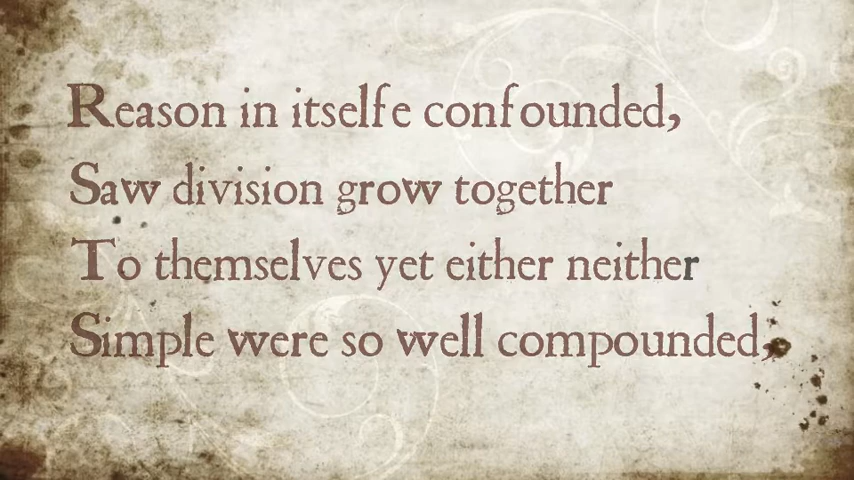 Reason in itselfe confounded,
Saw division grow together
To themselves yet either neither
Simple were so well compounded,